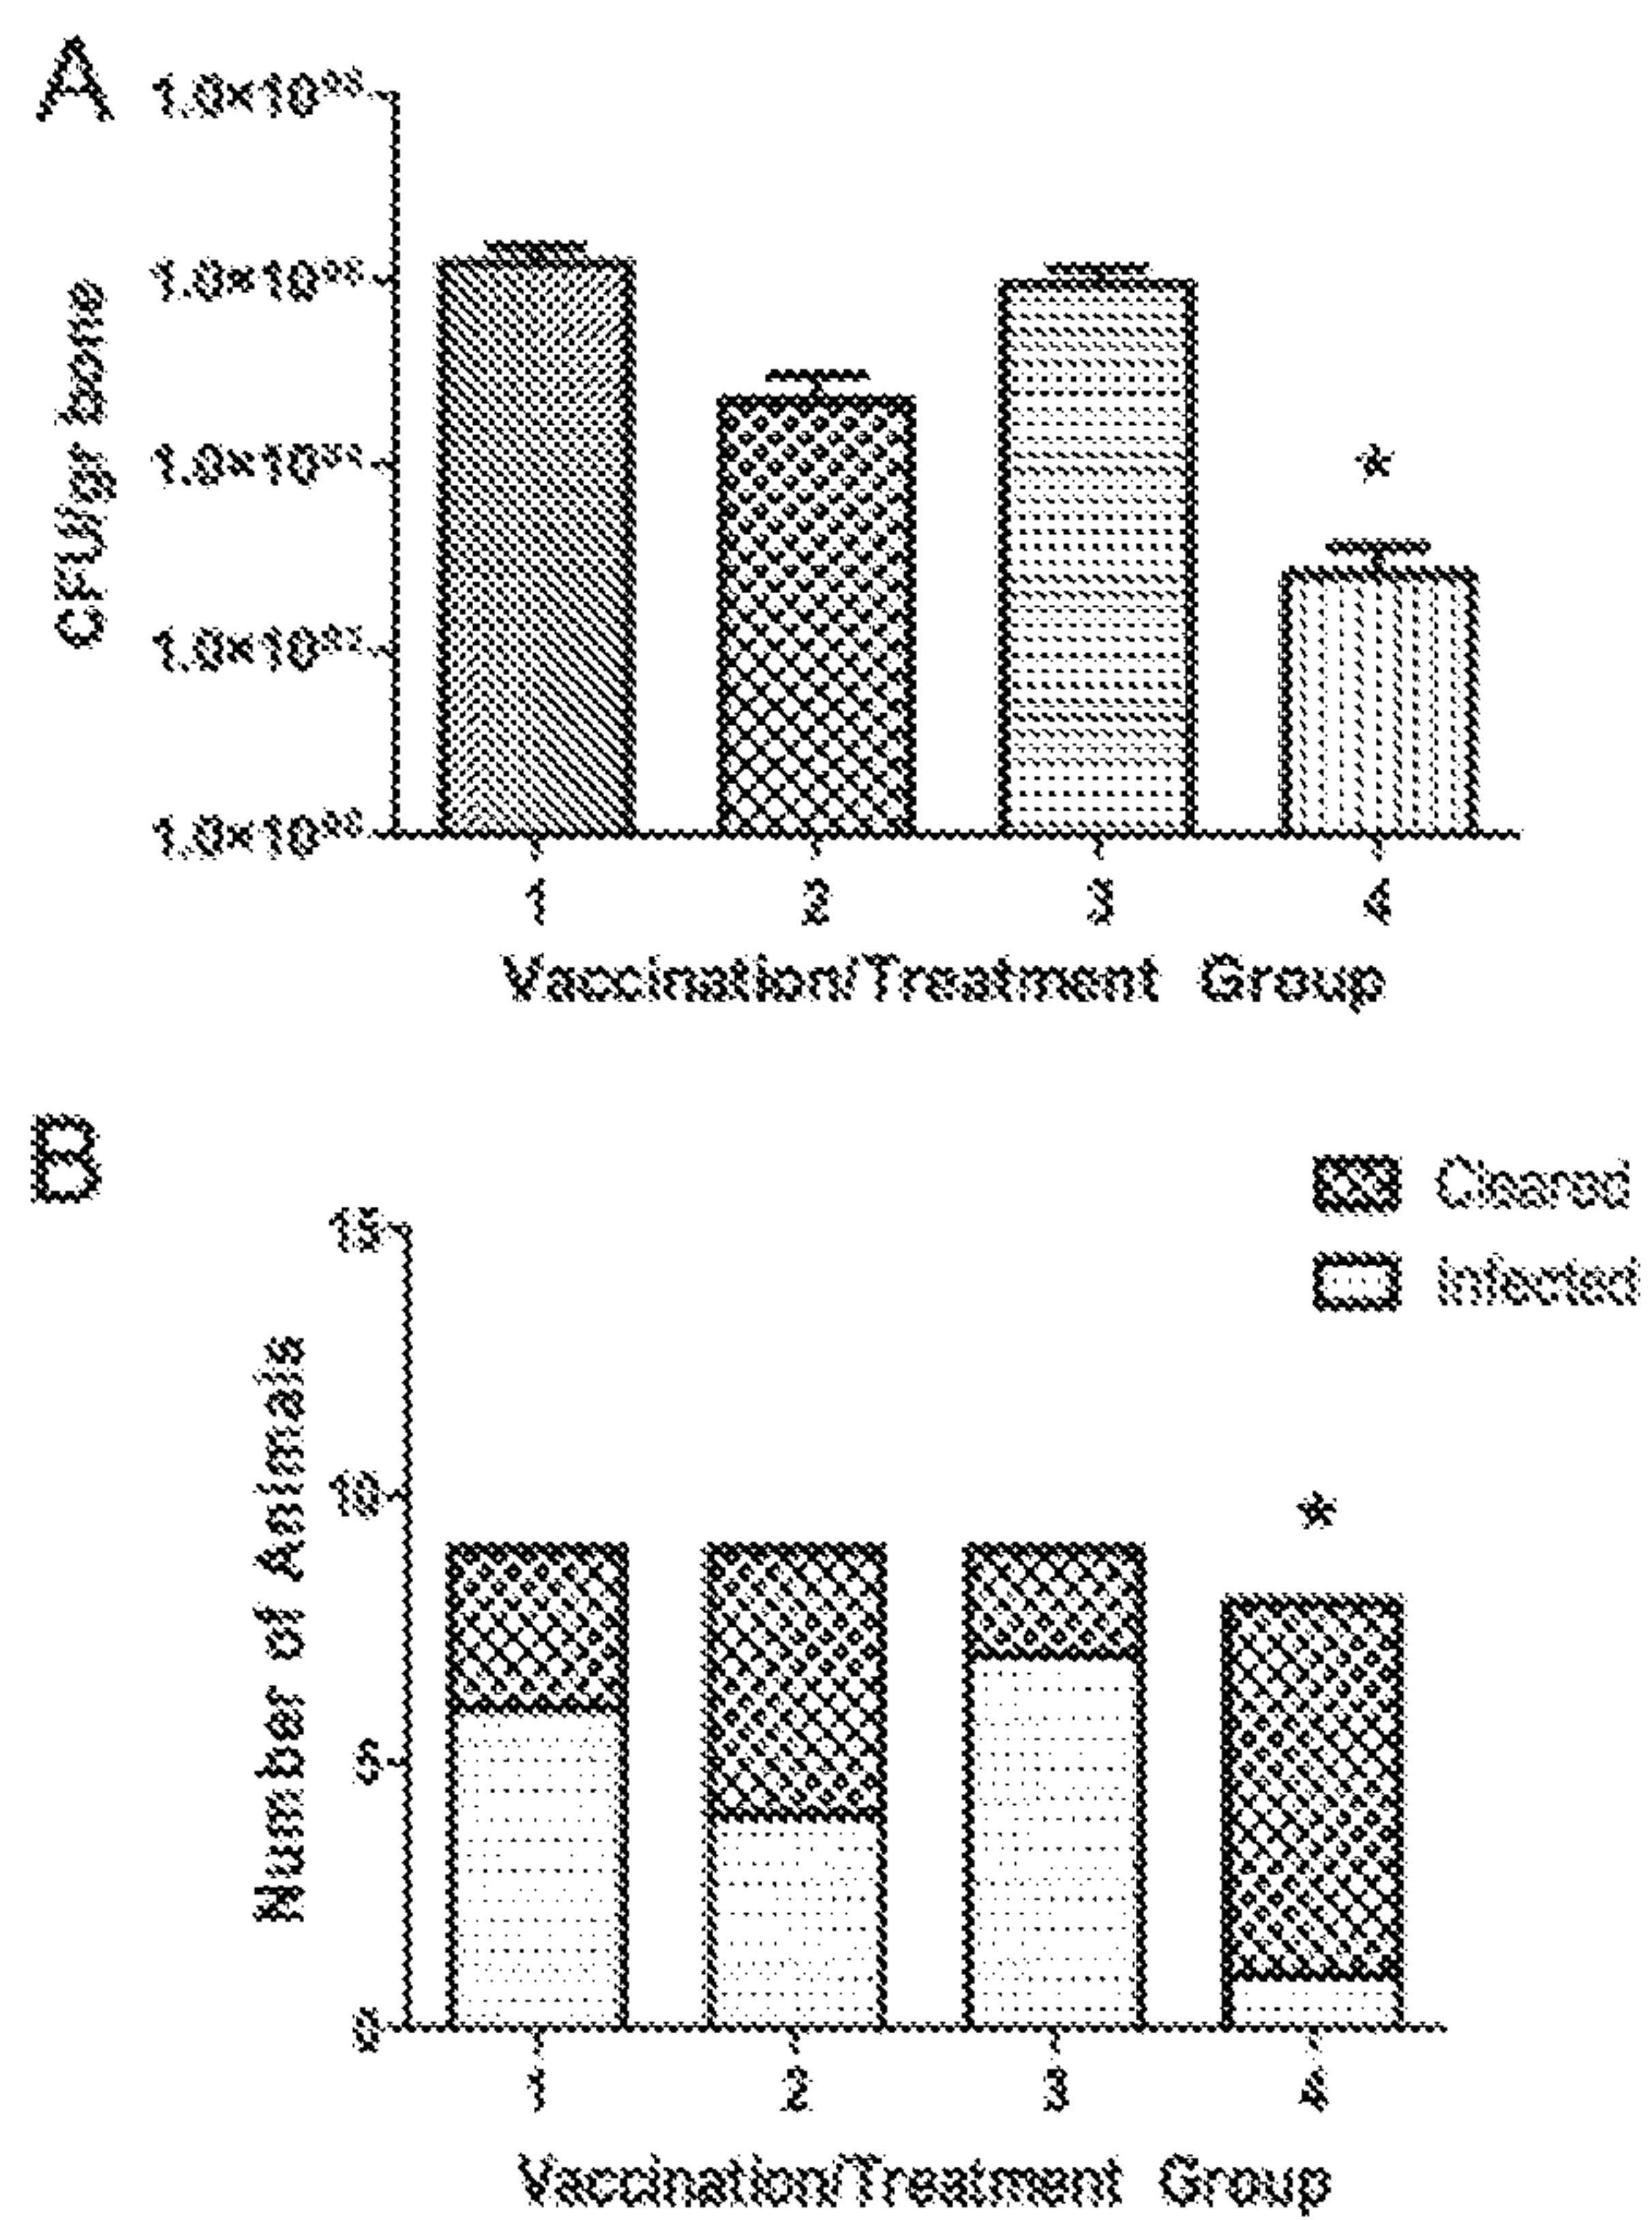 A
CFU/gr bone
1
2
3
4
*
Vaccination/Treatment Group
B
Cleared
Infected
15
10
5
0
Number of Animals
*
1
2
3
4
Vaccination/Treatment Group